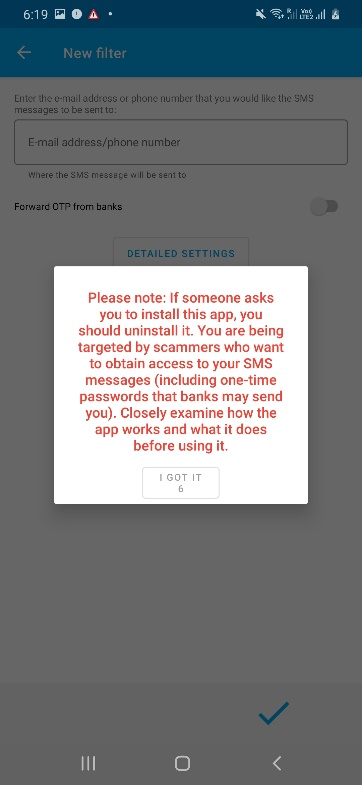 6:19
New filter
Enter the e-mail address or phone number that you would like the SMS
messages to be sent to:
E-mail address/phone number
Where the SMS message will be sent to
Forward OTP from banks
DETAILED SETTINGS
Please note: If someone asks
you to install this app, you
should uninstall it. You are being
targeted by scammers who want
to obtain access to your SMS
messages (including one-time
passwords that banks may send
you). Closely examine how the
app works and what it does
before using it.
I GOT IT
6